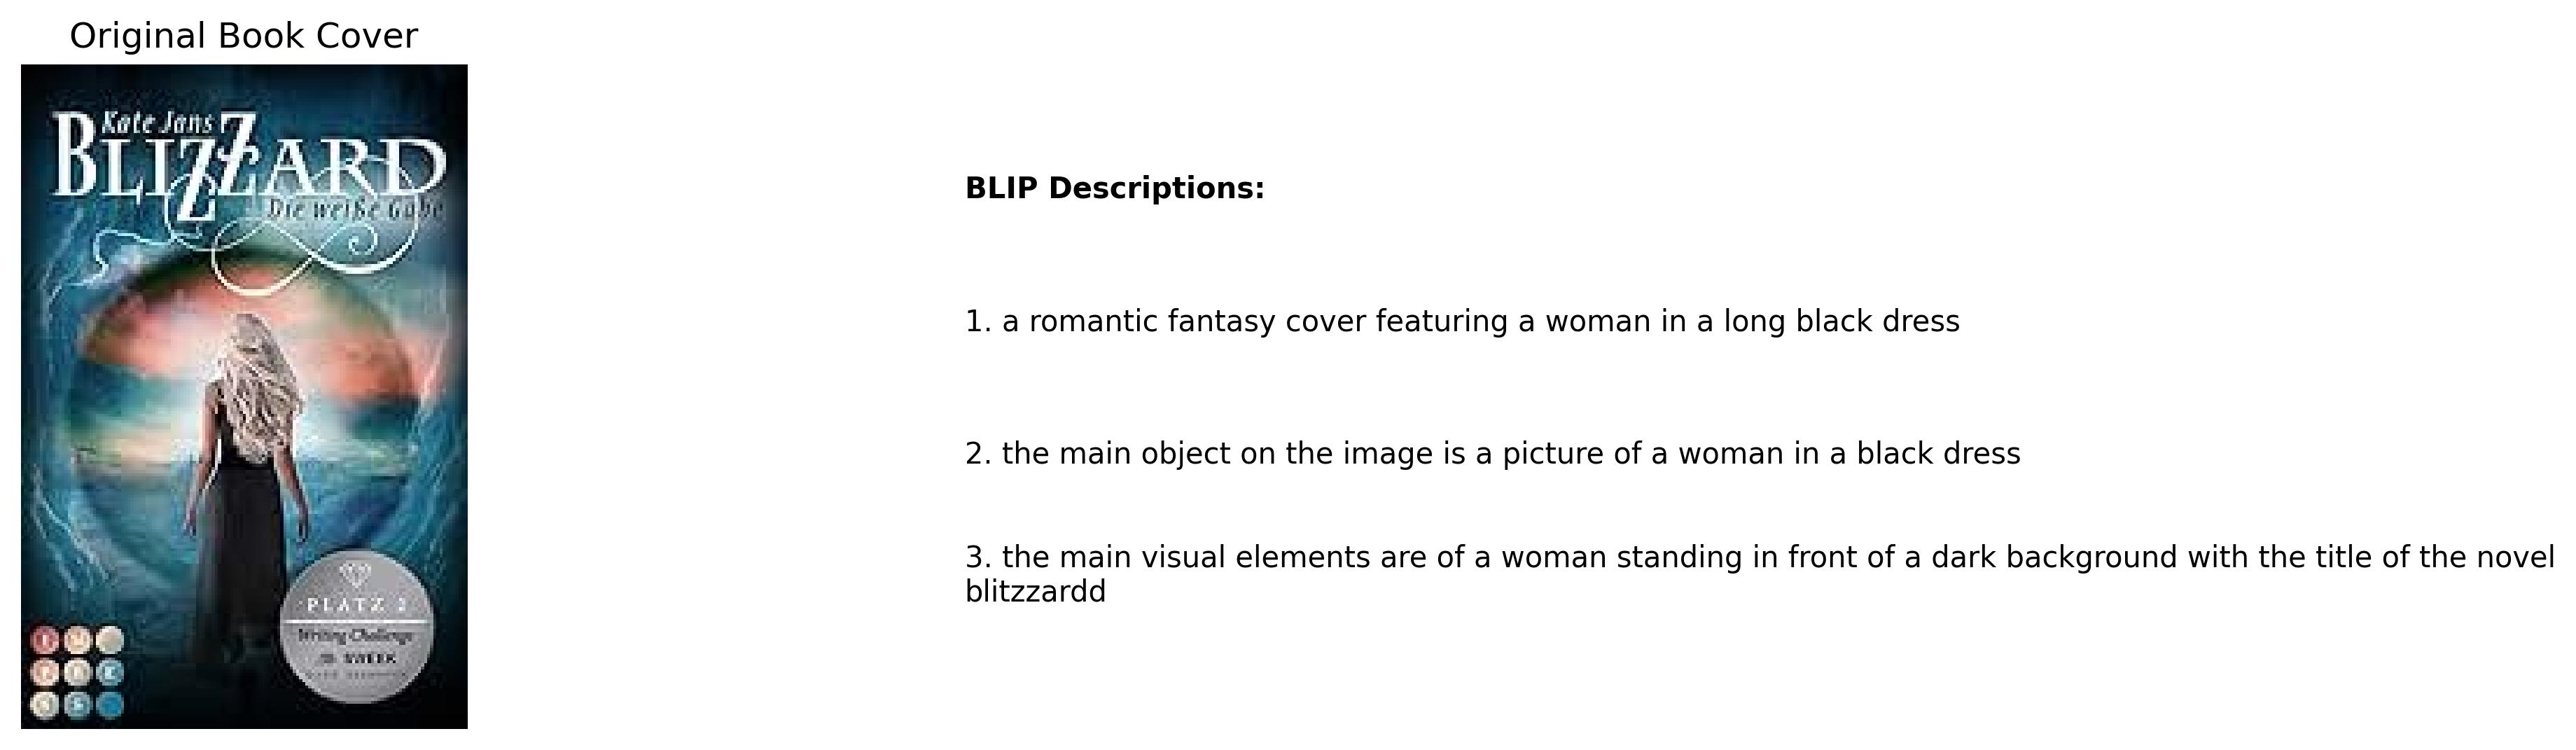 Original Book Cover
Kate Jans
BLIZZARD
Die weiße Gabe
PLATZ 2
Writing Challenge
SWEEK
BLIP Descriptions:
1. a romantic fantasy cover featuring a woman in a long black dress
2. the main object on the image is a picture of a woman in a black dress
3. the main visual elements are of a woman standing in front of a dark background with the title of the novel
blitzzardd